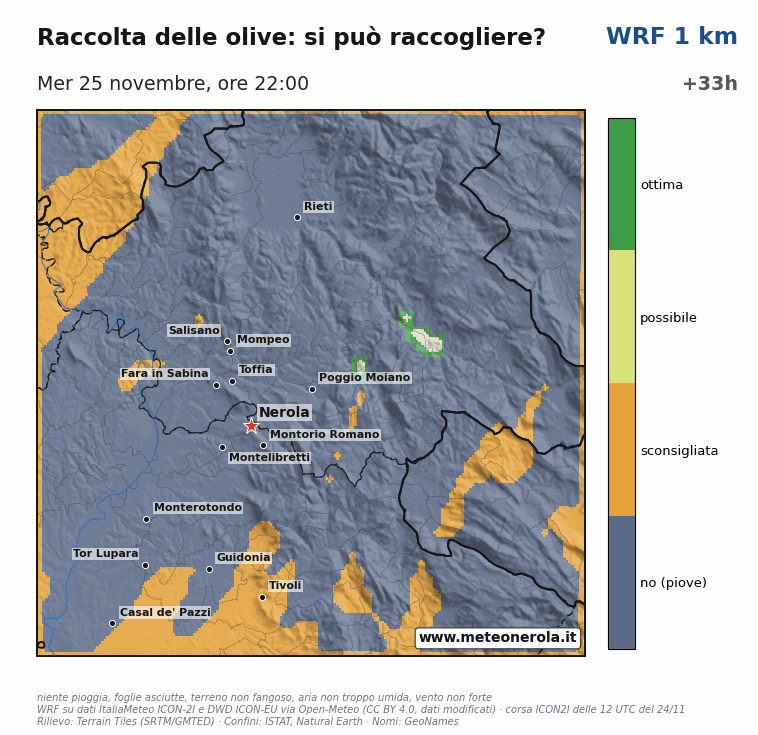 Raccolta delle olive: si può raccogliere?
WRF 1 km
Mer 25 novembre, ore 22:00
+33h
ottima
Rieti
possibile
Salisano
Mompeo
Fara in Sabina
Toffia
Poggio Moiano
Nerola
Montorio Romano
sconsigliata
Montelibretti
Monterotondo
Tor Lupara
Guidonia
no (piove)
Tivoli
Casal de' Pazzi
www.meteonerola.it
niente pioggia, foglie asciutte, terreno non fangoso, aria non troppo umida, vento non forte
WRF su dati ItaliaMeteo ICON-2I e DWD ICON-EU via Open-Meteo (CC BY 4.0, dati modificati) · corsa ICON2I delle 12 UTC del 24/11
Rilievo: Terrain Tiles (SRTM/GMTED) · Confini: ISTAT, Natural Earth · Nomi: GeoNames